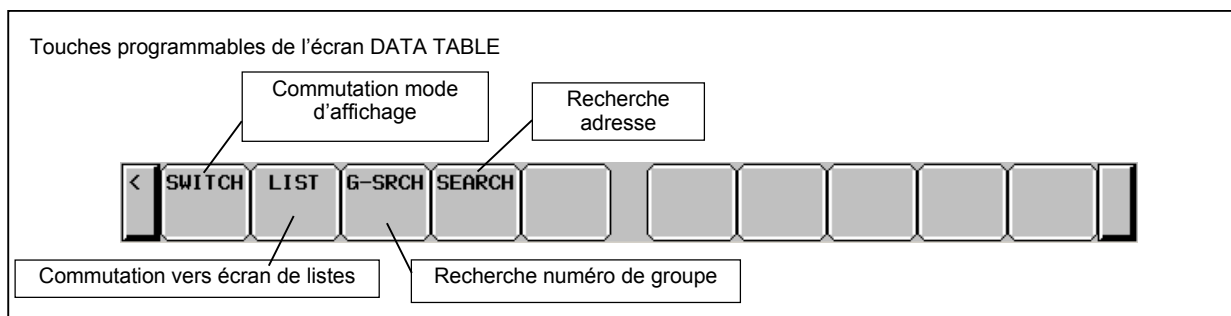 Touches programmables de l’écran DATA TABLE
Commutation mode
d’affichage
Recherche
adresse
< SWITCH LIST G-SRCH SEARCH
Commutation vers écran de listes
Recherche numéro de groupe